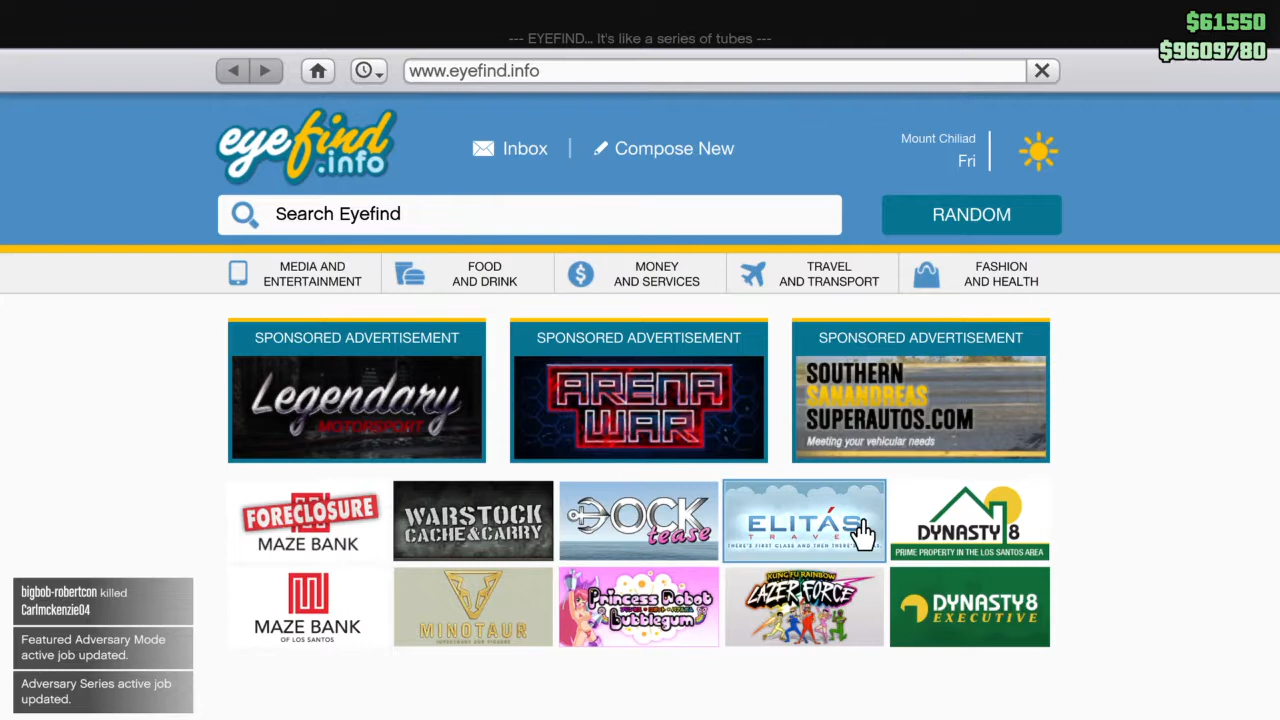 $61550
$9609780
--- EYEFIND... It's like a series of tubes ---
www.eyefind.info
eyefind
.info
Inbox
Compose New
Mount Chiliad
Fri
Search Eyefind
RANDOM
MEDIA AND
ENTERTAINMENT
FOOD
AND DRINK
MONEY
AND SERVICES
TRAVEL
AND TRANSPORT
FASHION
AND HEALTH
SPONSORED ADVERTISEMENT
Legendary
MOTORSPORT
SPONSORED ADVERTISEMENT
ARENA
WAR
SPONSORED ADVERTISEMENT
SOUTHERN
SANANDREAS
SUPERAUTOS.COM
Meeting your vehicular needs
FORECLOSURE
MAZE BANK
WARSTOCK
CACHE&CARRY
DOCK
tease
ELITÁS
TRAVEL
THERE'S FIRST CLASS AND THEN THERE'S
DYNASTY 8
PRIME PROPERTY IN THE LOS SANTOS AREA
MAZE BANK
OF LOS SANTOS
MINOTAUR
Princess Robot
Bubblegum
KUNG FU RAINBOW
LAZER FORCE
DYNASTY 8
EXECUTIVE
bigbob-robertcon killed
Carlmckenzie04
Featured Adversary Mode
active job updated.
Adversary Series active job
updated.